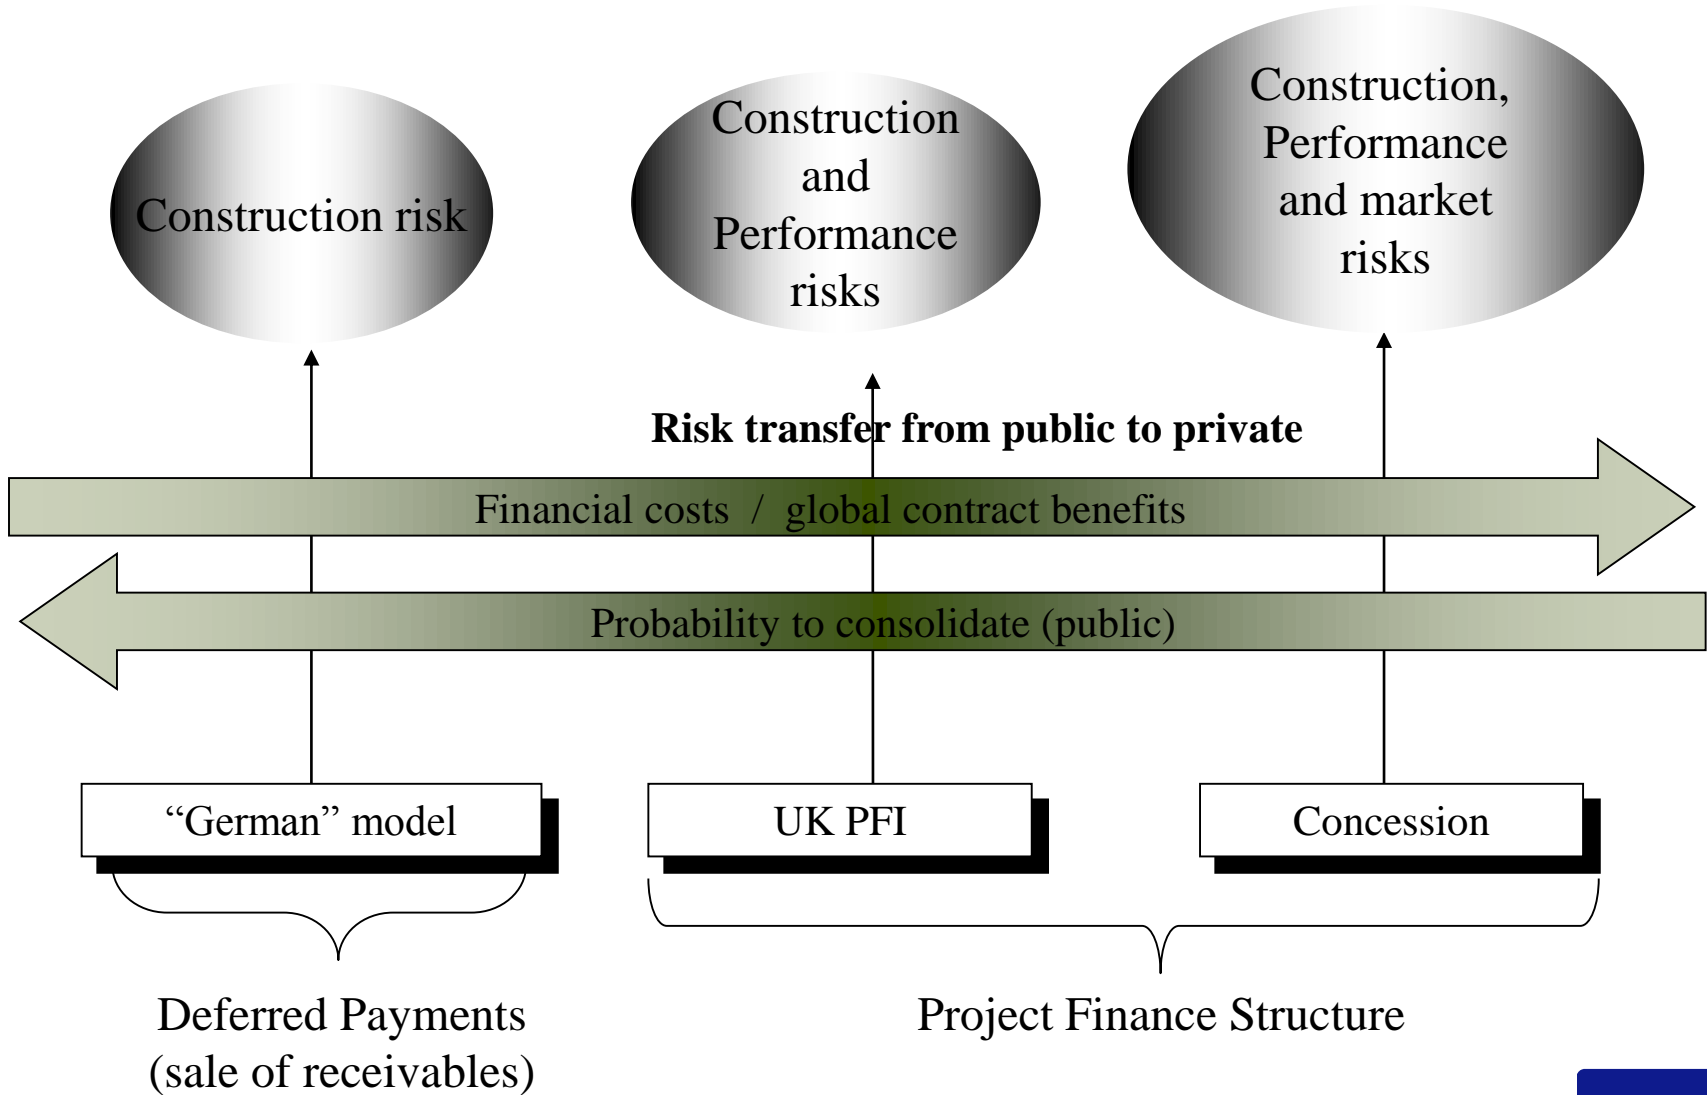 Construction risk
Construction
and
Performance
risks
Construction,
Performance
and market
risks
Risk transfer from public to private
Financial costs / global contract benefits
Probability to consolidate (public)
“German” model
UK PFI
Concession
Deferred Payments
(sale of receivables)
Project Finance Structure